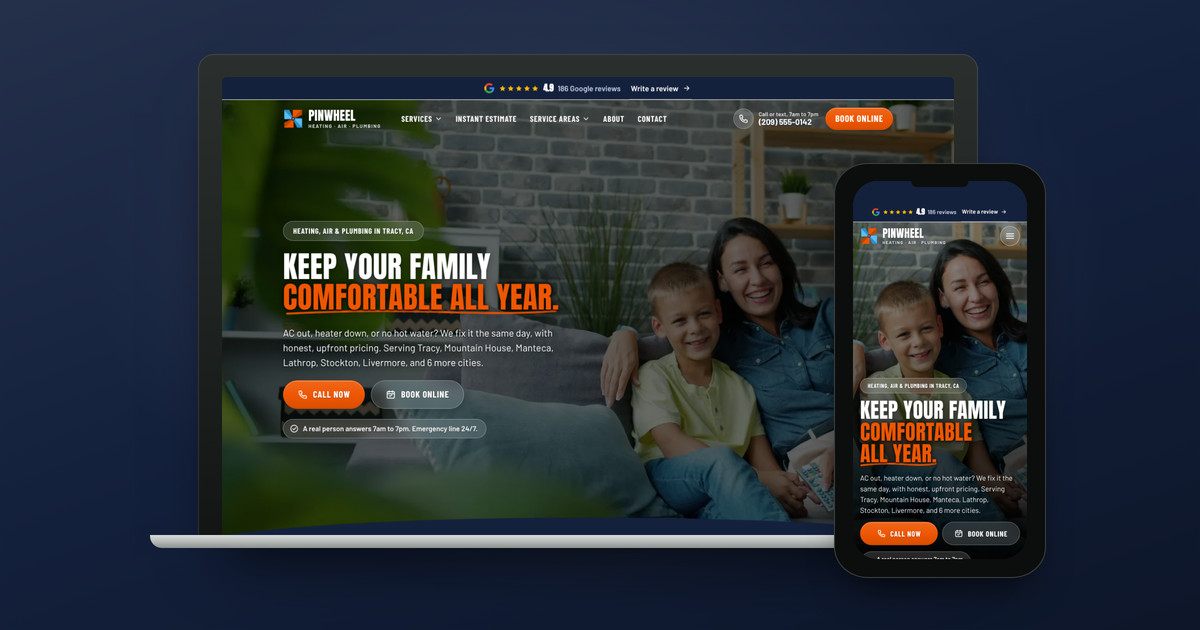 4.9 186 Google reviews Write a review →
PINWHEEL
HEATING · AIR · PLUMBING
SERVICES INSTANT ESTIMATE SERVICE AREAS ABOUT CONTACT
Call or text, 7am to 7pm
(209) 555-0142
BOOK ONLINE
HEATING, AIR & PLUMBING IN TRACY, CA
KEEP YOUR FAMILY
COMFORTABLE ALL YEAR.
AC out, heater down, or no hot water? We fix it the same day, with
honest, upfront pricing. Serving Tracy, Mountain House, Manteca,
Lathrop, Stockton, Livermore, and 6 more cities.
CALL NOW
BOOK ONLINE
A real person answers 7am to 7pm. Emergency line 24/7.
4.9 186 reviews Write a review →
PINWHEEL
HEATING · AIR · PLUMBING
HEATING, AIR & PLUMBING IN TRACY, CA
KEEP YOUR FAMILY
COMFORTABLE
ALL YEAR.
AC out, heater down, or no hot water? We fix it the
same day, with honest, upfront pricing. Serving
Tracy, Mountain House, Manteca, Lathrop,
Stockton, Livermore, and 6 more cities.
CALL NOW
BOOK ONLINE